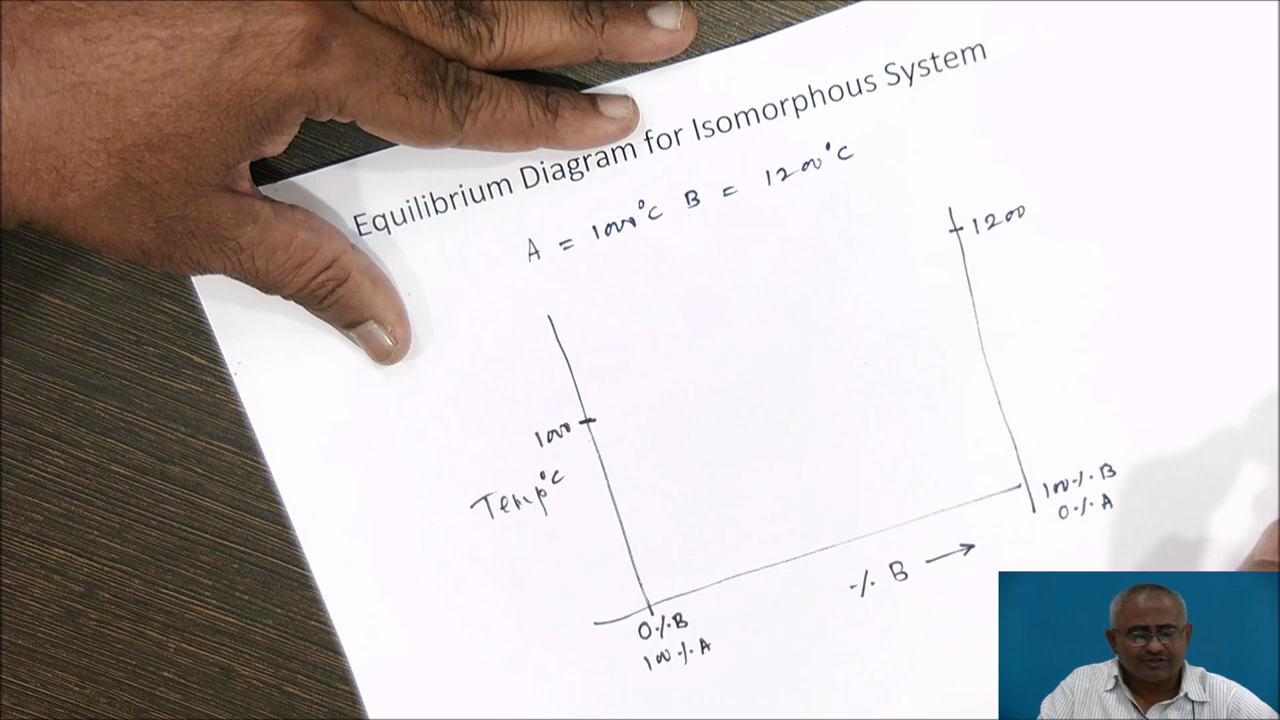 Equilibrium Diagram for Isomorphous System
A = 1000°C B = 1200°C
1200
1000
Temp°C
100% B
0% A
% B →
0% B
100% A